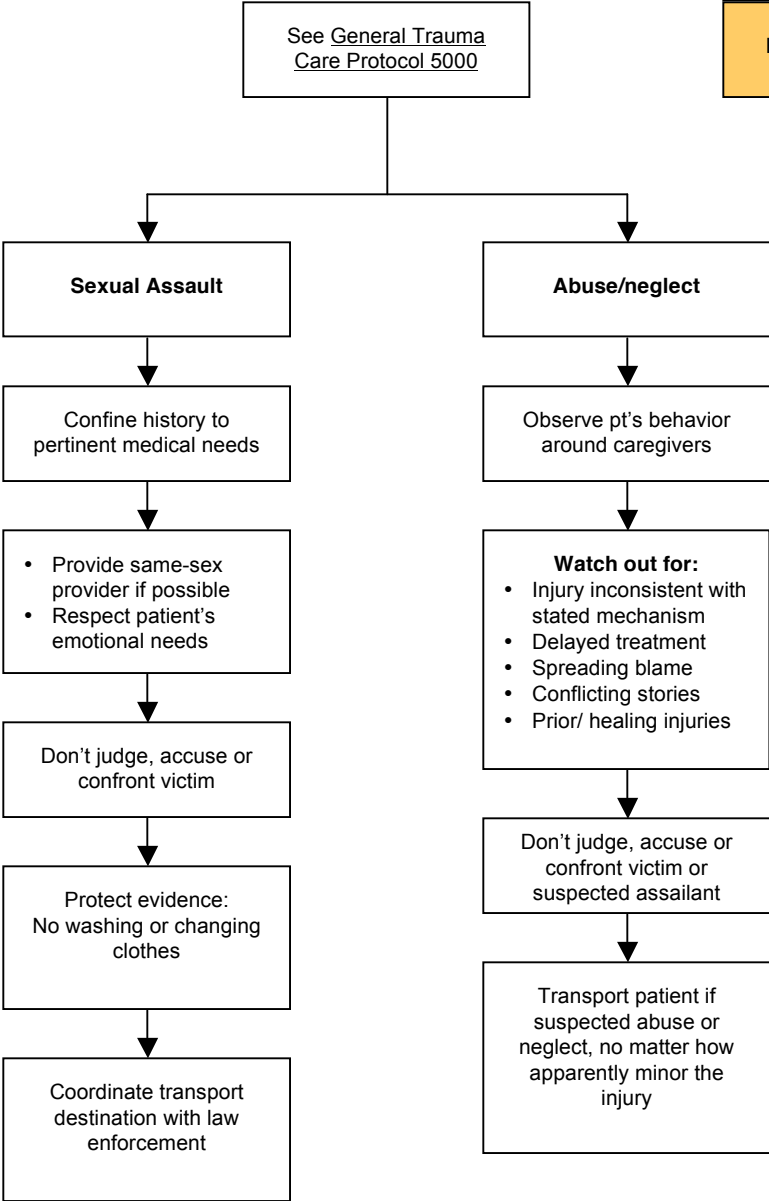 See General Trauma
Care Protocol 5000
Sexual Assault
Confine history to
pertinent medical needs
• Provide same-sex
provider if possible
• Respect patient’s
emotional needs
Don’t judge, accuse or
confront victim
Protect evidence:
No washing or changing
clothes
Coordinate transport
destination with law
enforcement
Abuse/neglect
Observe pt’s behavior
around caregivers
Watch out for:
• Injury inconsistent with
stated mechanism
• Delayed treatment
• Spreading blame
• Conflicting stories
• Prior/ healing injuries
Don’t judge, accuse or
confront victim or
suspected assailant
Transport patient if
suspected abuse or
neglect, no matter how
apparently minor the
injury